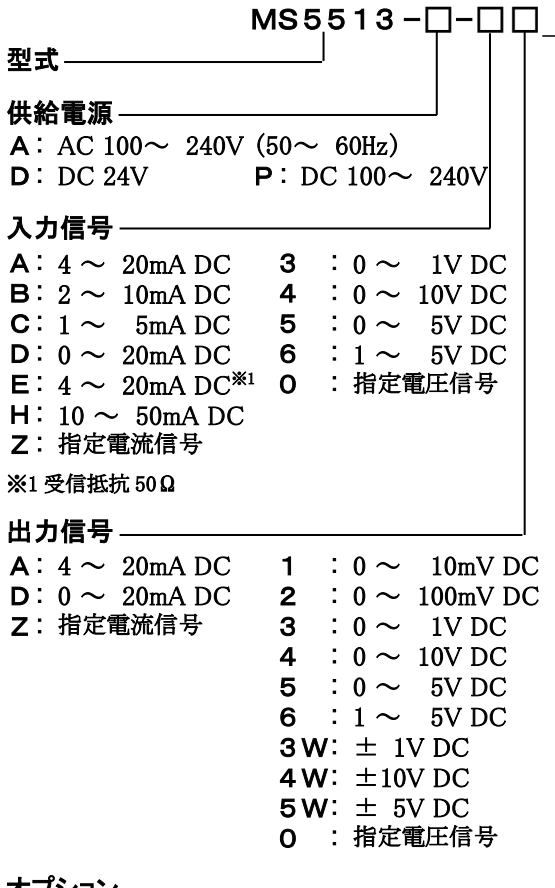 MS5513-□-□□
型式
供給電源
A: AC 100～ 240V (50～ 60Hz)
D: DC 24V P: DC 100～ 240V
入力信号
A: 4 ～ 20mA DC 3 : 0 ～ 1V DC
B: 2 ～ 10mA DC 4 : 0 ～ 10V DC
C: 1 ～ 5mA DC 5 : 0 ～ 5V DC
D: 0 ～ 20mA DC 6 : 1 ～ 5V DC
E: 4 ～ 20mA DC※1 0 : 指定電圧信号
H: 10 ～ 50mA DC
Z: 指定電流信号
※1 受信抵抗 50Ω
出力信号
A: 4 ～ 20mA DC 1 : 0 ～ 10mV DC
D: 0 ～ 20mA DC 2 : 0 ～ 100mV DC
Z: 指定電流信号 3 : 0 ～ 1V DC
4 : 0 ～ 10V DC
5 : 0 ～ 5V DC
6 : 1 ～ 5V DC
3W: ± 1V DC
4W: ±10V DC
5W: ± 5V DC
0 : 指定電圧信号
オプション